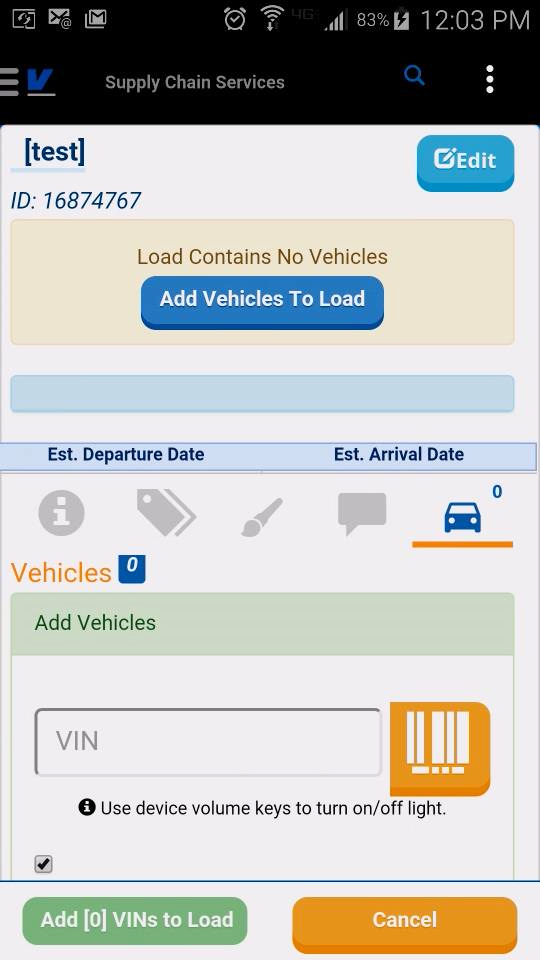 4G 83% 12:03 PM
Supply Chain Services
[test]
Edit
ID: 16874767
Load Contains No Vehicles
Add Vehicles To Load
Est. Departure Date Est. Arrival Date
0
Vehicles 0
Add Vehicles
VIN
Use device volume keys to turn on/off light.
Add [0] VINs to Load Cancel